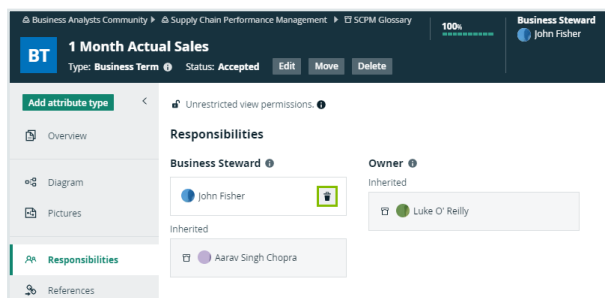 Business Analysts Community Supply Chain Performance Management SCPM Glossary
100%
Business Steward
John Fisher
BT
1 Month Actual Sales
Type: Business Term Status: Accepted Edit Move Delete
Add attribute type
Unrestricted view permissions.
Overview
Responsibilities
Business Steward
Owner
Diagram
John Fisher
Inherited
Luke O' Reilly
Pictures
Inherited
Aarav Singh Chopra
Responsibilities
References